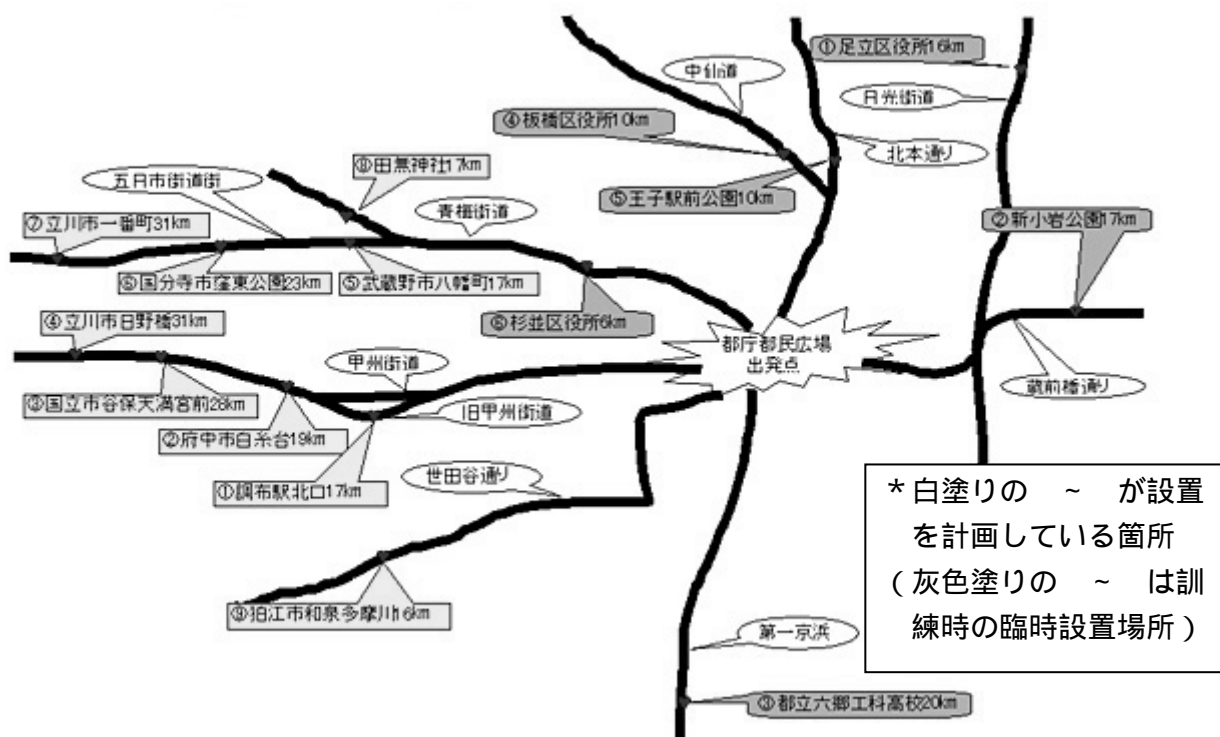 ①足立区役所16km
中仙道
日光街道
④板橋区役所10km
北本通り
⑧田無神社17km
五日市街道街
⑤王子駅前公園10km
青梅街道
⑦立川市一番町31km
②新小岩公園17km
⑥国分寺市窪東公園23km
⑤武蔵野市八幡町17km
④立川市日野橋31km
⑥杉並区役所6km
都庁都民広場
出発点
甲州街道
蔵前橋通り
③国立市谷保天満宮前26km
旧甲州街道
②府中市白糸台19km
世田谷通り
①調布駅北口17km
*白塗りの ~ が設置
を計画している箇所
(灰色塗りの ~ は訓
練時の臨時設置場所)
⑨狛江市和泉多摩川16km
第一京浜
③都立六郷工科高校20km